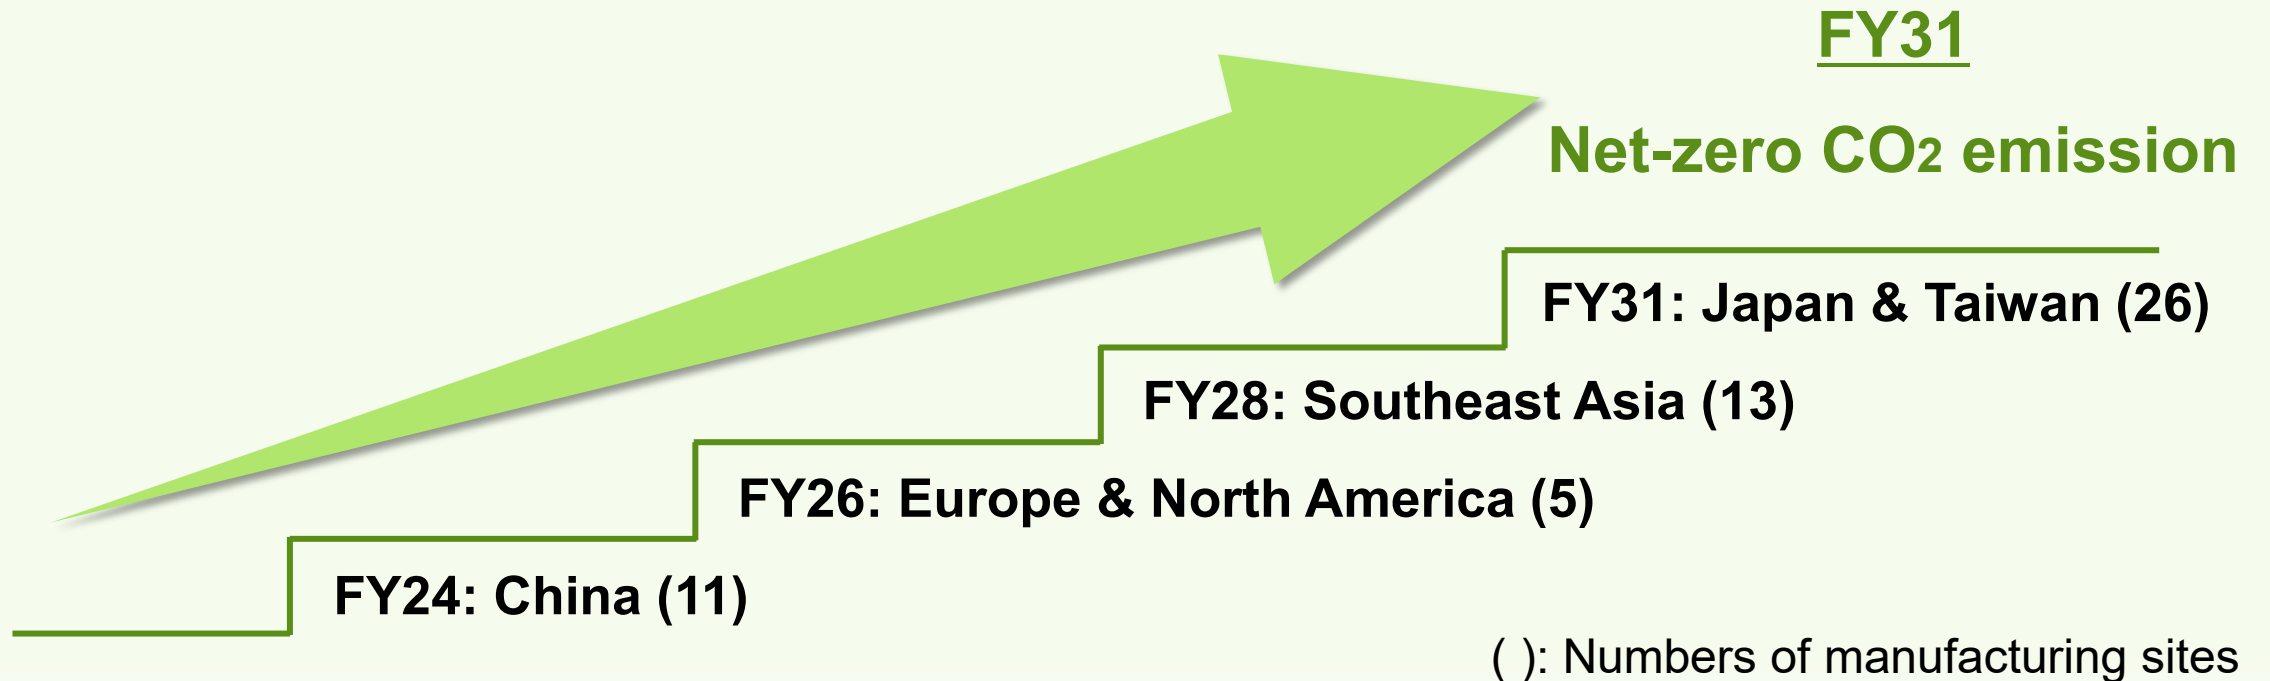 FY31
Net-zero CO2 emission
FY31: Japan & Taiwan (26)
FY28: Southeast Asia (13)
FY26: Europe & North America (5)
FY24: China (11)
( ): Numbers of manufacturing sites